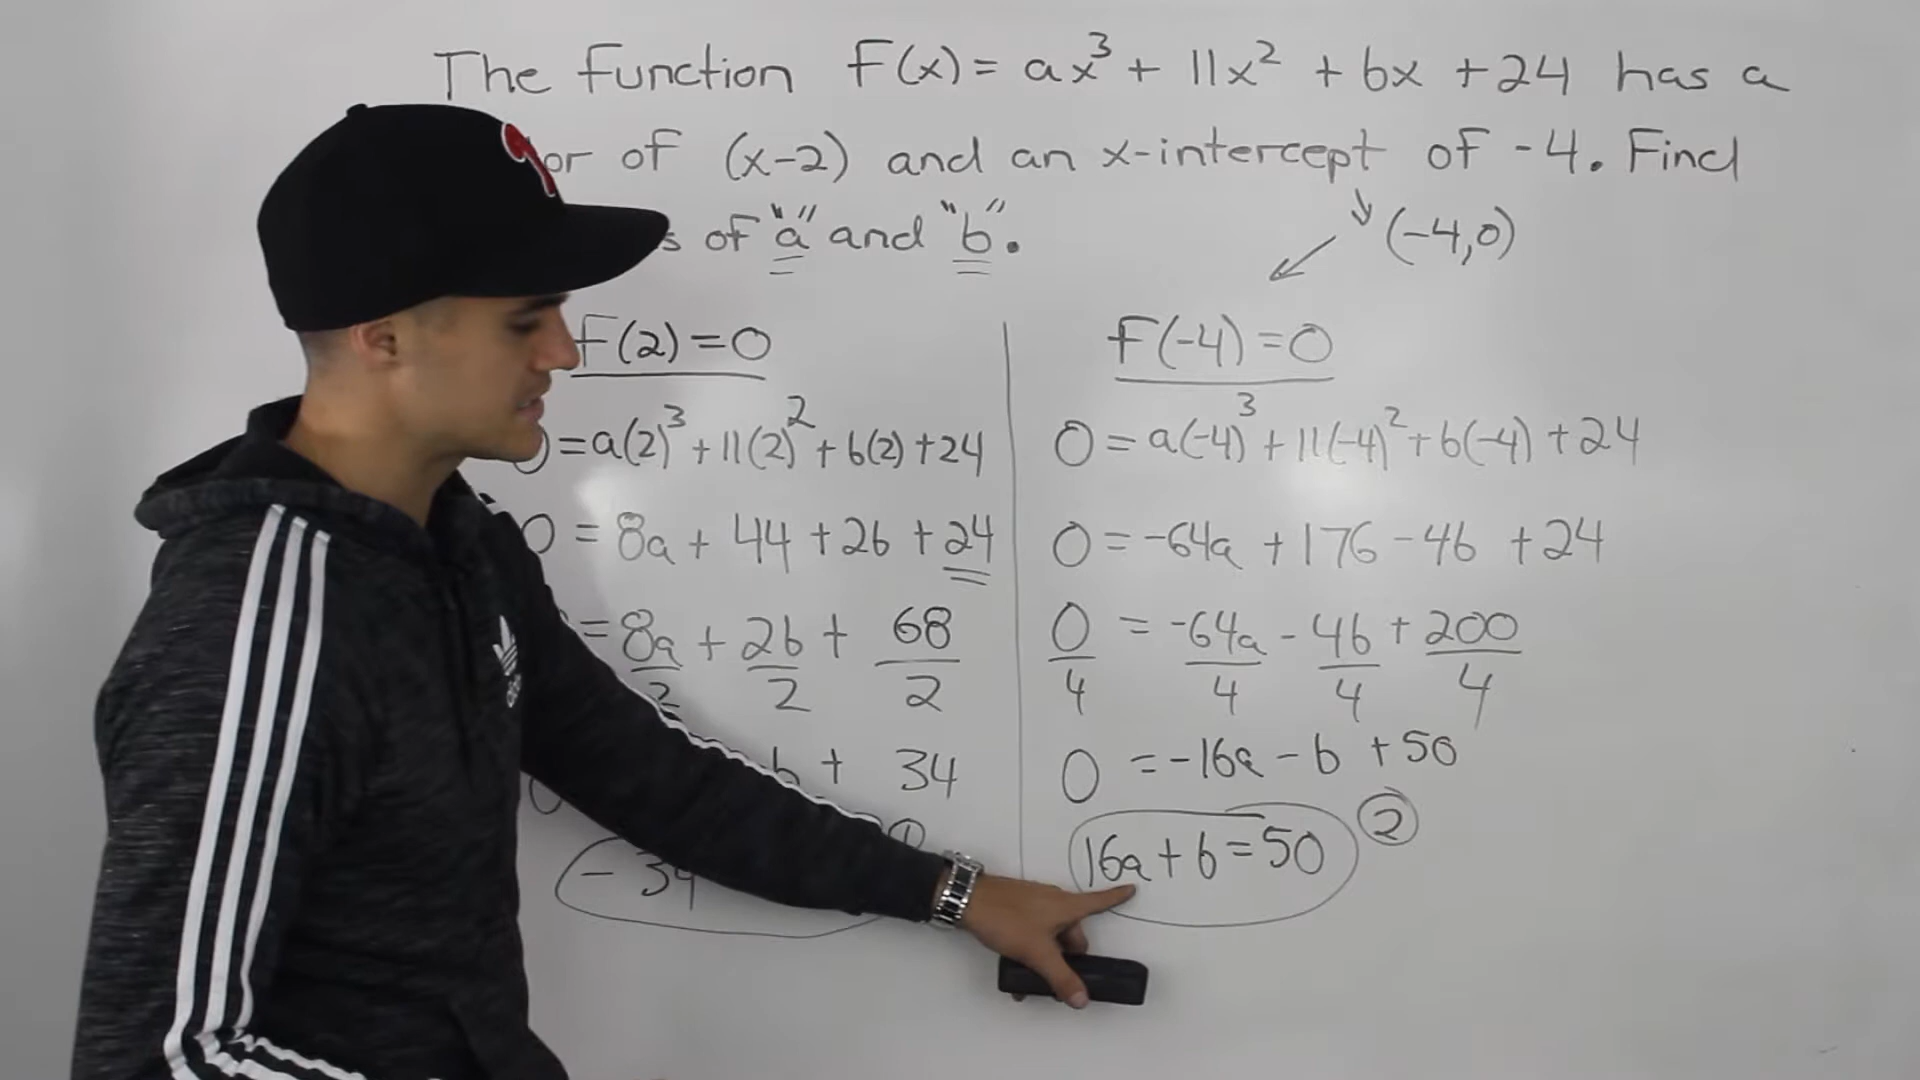 The function F(x) = ax³ + 11x² + bx + 24 has a
or of (x-2) and an x-intercept of -4. Find
s of "a" and "b".
(-4,0)
F(2) = 0
0 = a(2)³ + 11(2)² + b(2) + 24
0 = 8a + 44 + 2b + 24
= 8a/2 + 2b/2 + 68/2
b + 34
- 34
1
F(-4) = 0
0 = a(-4)³ + 11(-4)² + b(-4) + 24
0 = -64a + 176 - 4b + 24
0/4 = -64a/4 - 4b/4 + 200/4
0 = -16a - b + 50
16a + b = 50
2